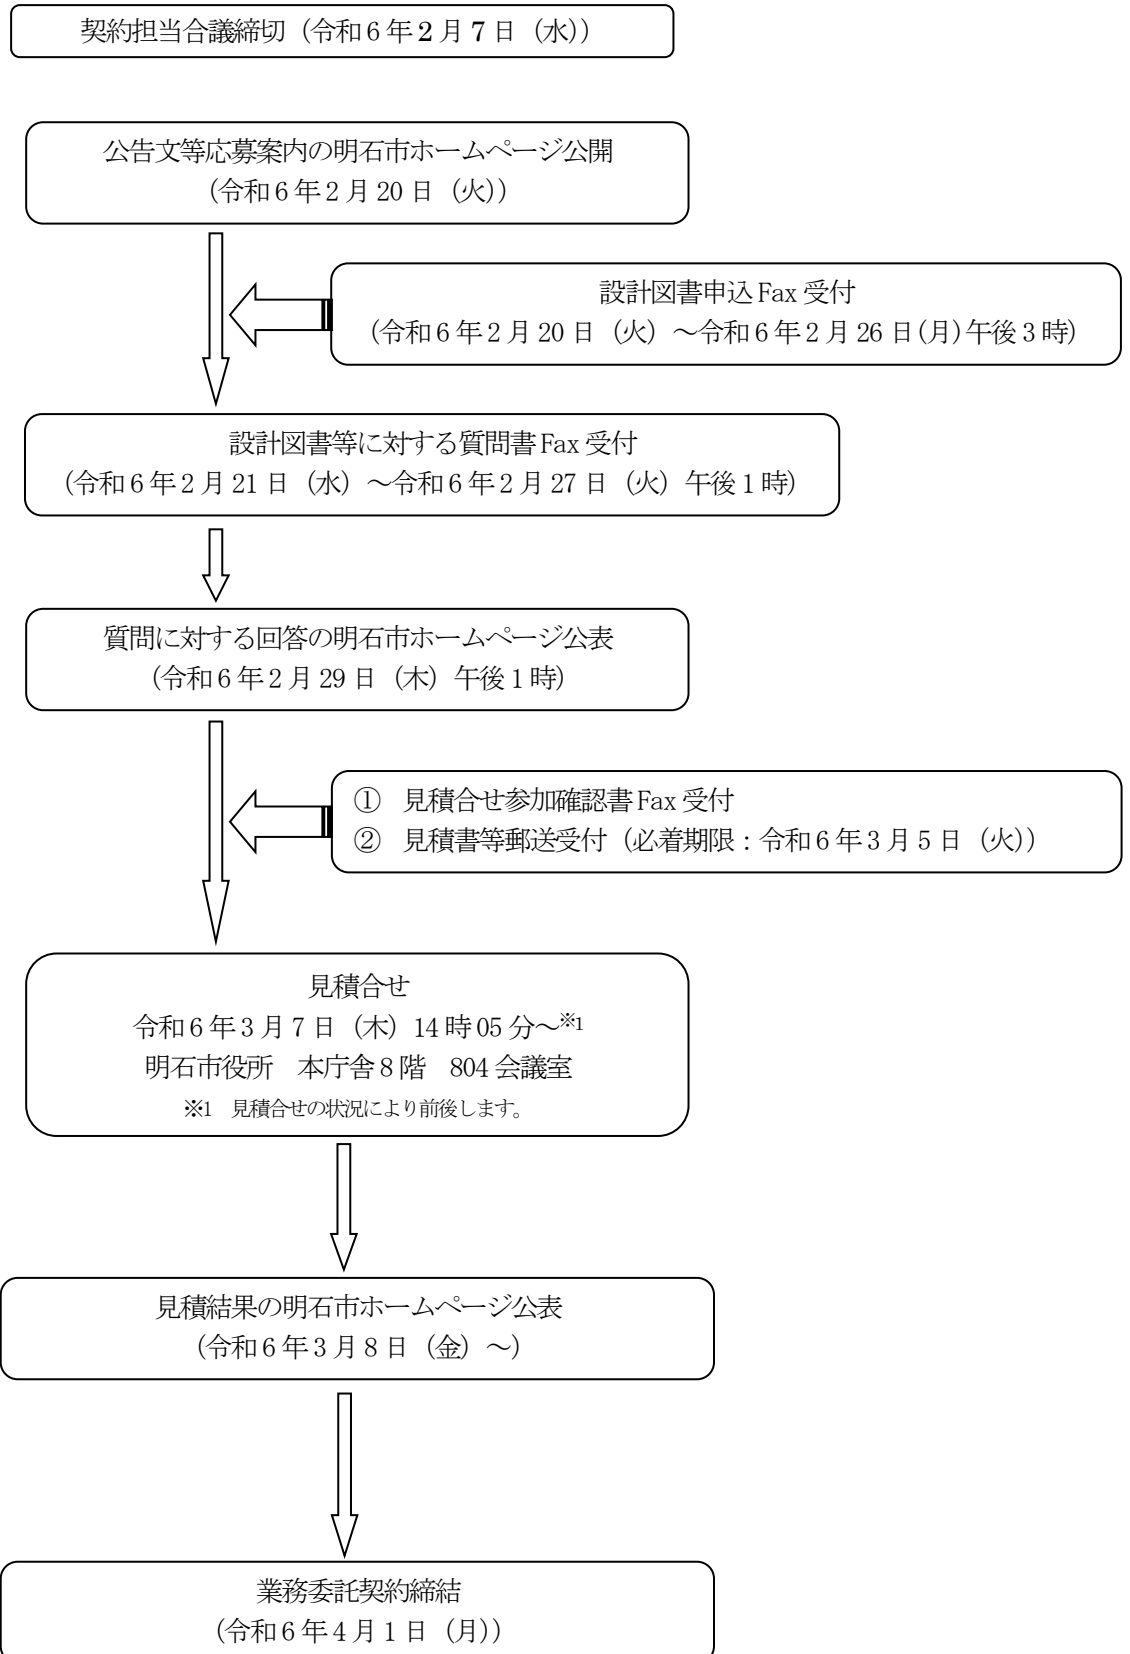 契約担当合議締切（令和６年２月７日（水））
公告文等応募案内の明石市ホームページ公開
（令和６年２月20日（火））
設計図書申込Fax受付
（令和６年２月20日（火）～令和６年２月26日(月)午後３時）
設計図書等に対する質問書Fax受付
（令和６年２月21日（水）～令和６年２月27日（火）午後１時）
質問に対する回答の明石市ホームページ公表
（令和６年２月29日（木）午後１時）
①　見積合せ参加確認書Fax受付
②　見積書等郵送受付（必着期限：令和６年３月５日（火））
見積合せ
令和６年３月７日（木）14時05分～※1
明石市役所　本庁舎８階　804会議室
※1　見積合せの状況により前後します。
見積結果の明石市ホームページ公表
（令和６年３月８日（金）～）
業務委託契約締結
（令和６年４月１日（月））